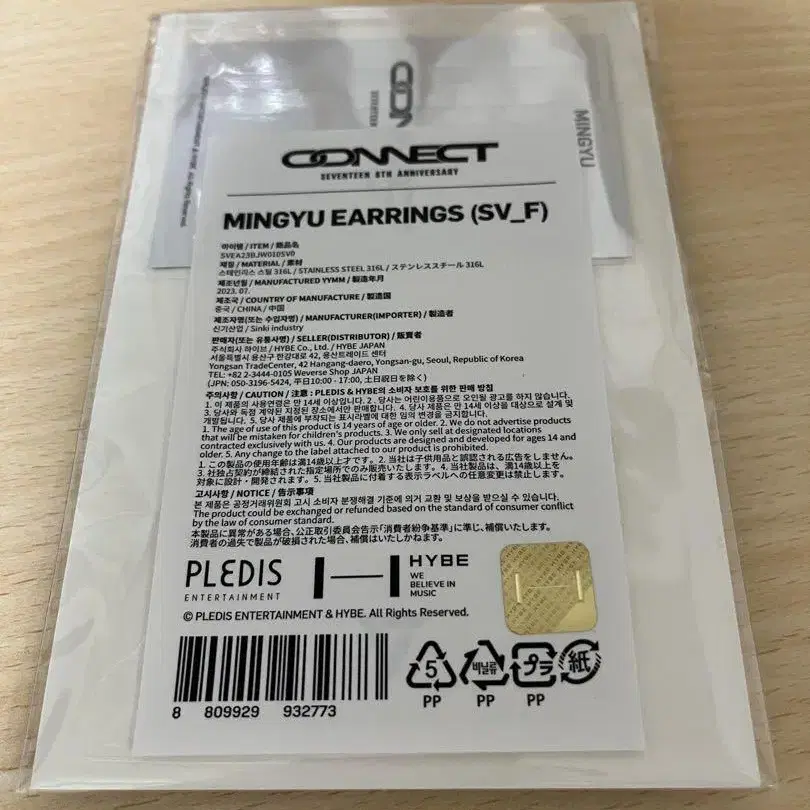 MINGYU
CONNECT
SEVENTEEN 8TH ANNIVERSARY
MINGYU EARRINGS (SV_F)
아이템 / ITEM / 商品名
SVEA23BJW010SV0
재질 / MATERIAL / 素材
스테인리스 스틸 316L / STAINLESS STEEL 316L / ステンレススチール 316L
제조년월 / MANUFACTURED YYMM / 製造年月
2023. 07.
제조국 / COUNTRY OF MANUFACTURE / 製造国
중국 / CHINA / 中国
제조자명(또는 수입자명) / MANUFACTURER(IMPORTER) / 製造者
신기산업 / Sinki industry
판매자(또는 유통사명) / SELLER(DISTRIBUTOR) / 販賣者
주식회사 하이브 / HYBE Co., Ltd. / HYBE JAPAN
서울특별시 용산구 한강대로 42, 용산트레이드 센터
Yongsan TradeCenter, 42 Hangang-daero, Yongsan-gu, Seoul, Republic of Korea
TEL: +82 2-3444-0105 Weverse Shop JAPAN
(JPN: 050-3196-5424, 平日10:00 - 17:00, 土日祝日を除く)
주의사항 / CAUTION / 注意 : PLEDIS & HYBE의 소비자 보호를 위한 판매 방침
1. 이 제품의 사용연령은 만 14세 이상입니다. 2. 당사는 어린이용품으로 오인될 광고를 하지 않습니다.
3. 당사와 독점 계약된 지정된 장소에서만 판매합니다. 4. 당사 제품은 만 14세 이상을 대상으로 설계 및
개발됩니다. 5. 당사 제품에 부착되는 표시라벨에 대한 임의 변경을 금지합니다.
1. The age of use of this product is 14 years of age or older. 2. We do not advertise products
that will be mistaken for children's products. 3. We only sell at designated locations
contracted exclusively with us. 4. Our products are designed and developed for ages 14 and
older. 5. Any change to the label attached to our product is prohibited.
1. この製品の使用年齢は満14歳以上才です。2. 当社は子供用品と誤認される広告をしません。
3. 社独占契約が締結された指定場所でのみ販売いたします。4. 当社製品は、満14歳以上を
対象に設計・開発されます。5. 当社製品に付着する表示ラベルへの任意変更は禁止します。
고시사항 / NOTICE / 告示事項
본 제품은 공정거래위원회 고시 소비자 분쟁해결 기준에 의거 교환 및 보상을 받으실 수 있습니다.
The product could be exchanged or refunded based on the standard of consumer conflict
by the law of consumer standard.
本製品に異常がある場合、公正取引委員会告示「消費者紛争基準」に準じ、補償いたします。
消費者の過失で製品が破損された場合、補償はいたしかねます。
PLEDIS
ENTERTAINMENT
HYBE
WE
BELIEVE IN
MUSIC
© PLEDIS ENTERTAINMENT & HYBE. All Rights Reserved.
8 809929 932773
5
PP
비닐류
PP
プラ
PP
紙